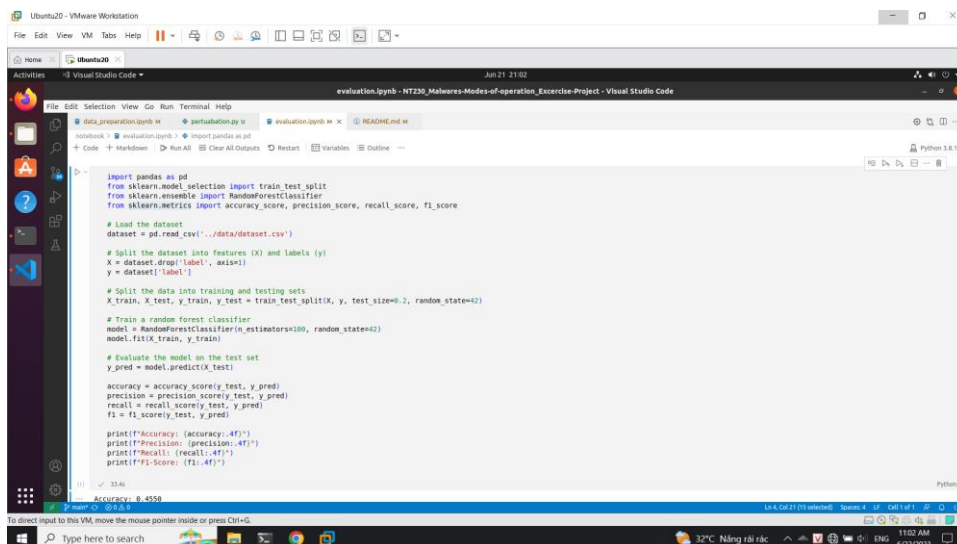 Ubuntu20 - VMware Workstation
File Edit View VM Tabs Help
Home Ubuntu20
Activities Visual Studio Code Jun 21 21:02
evaluation.ipynb - NT230_Malwares-Modes-of-operation_Excercise-Project - Visual Studio Code
File Edit Selection View Go Run Terminal Help
data_preparation.ipynb M pertuabation.py U evaluation.ipynb M README.md M
notebook > evaluation.ipynb > import pandas as pd
+ Code + Markdown Run All Clear All Outputs Restart Variables Outline ... Python 3.8.1
import pandas as pd
from sklearn.model_selection import train_test_split
from sklearn.ensemble import RandomForestClassifier
from sklearn.metrics import accuracy_score, precision_score, recall_score, f1_score
# Load the dataset
dataset = pd.read_csv('../data/dataset.csv')
# Split the dataset into features (X) and labels (y)
X = dataset.drop('label', axis=1)
y = dataset['label']
# Split the data into training and testing sets
X_train, X_test, y_train, y_test = train_test_split(X, y, test_size=0.2, random_state=42)
# Train a random forest classifier
model = RandomForestClassifier(n_estimators=100, random_state=42)
model.fit(X_train, y_train)
# Evaluate the model on the test set
y_pred = model.predict(X_test)
accuracy = accuracy_score(y_test, y_pred)
precision = precision_score(y_test, y_pred)
recall = recall_score(y_test, y_pred)
f1 = f1_score(y_test, y_pred)
print(f"Accuracy: {accuracy:.4f}")
print(f"Precision: {precision:.4f}")
print(f"Recall: {recall:.4f}")
print(f"F1-Score: {f1:.4f}")
33.4s Python
... Accuracy: 0.4550
main* 0 0 0 Ln 4, Col 21 (13 selected) Spaces: 4 LF Cell 1 of 1
To direct input to this VM, move the mouse pointer inside or press Ctrl+G.
Type here to search 32°C Nắng rải rác ENG 11:02 AM